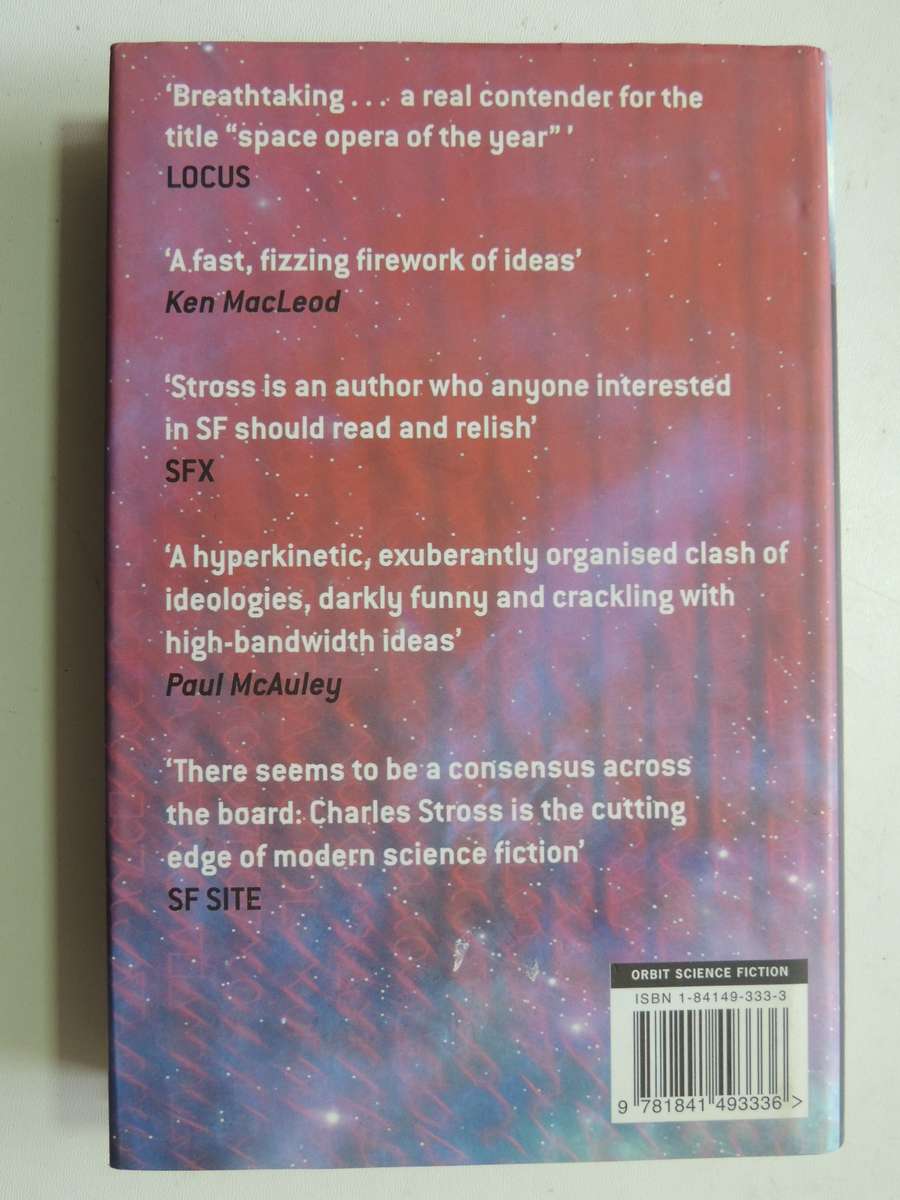 ‘Breathtaking . . . a real contender for the
title “space opera of the year” ’
LOCUS
‘A fast, fizzing firework of ideas’
Ken MacLeod
‘Stross is an author who anyone interested
in SF should read and relish’
SFX
‘A hyperkinetic, exuberantly organised clash of
ideologies, darkly funny and crackling with
high-bandwidth ideas’
Paul McAuley
‘There seems to be a consensus across
the board: Charles Stross is the cutting
edge of modern science fiction’
SF SITE
ORBIT SCIENCE FICTION
ISBN 1-84149-333-3
9 781841 493336 >